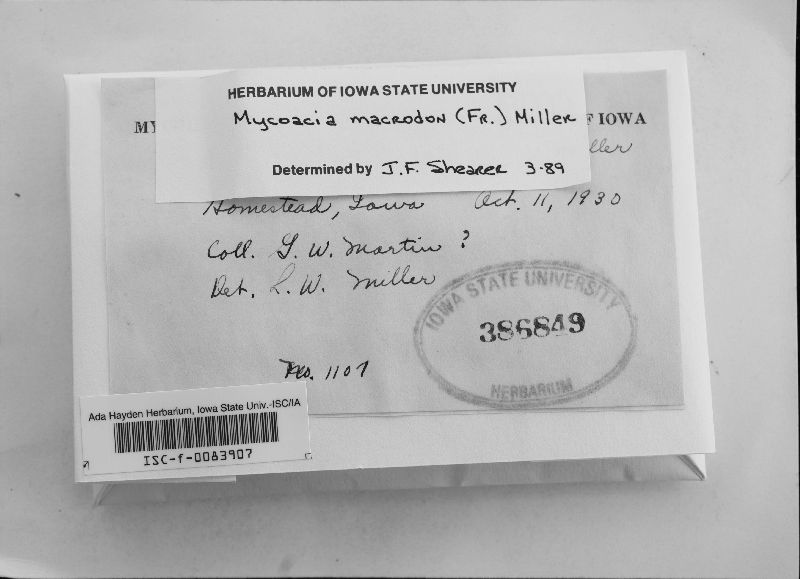 HERBARIUM OF IOWA STATE UNIVERSITY
Mycoacia macrodon (Fr.) Miller
Determined by J.F. Shearer 3-89
MY F IOWA
ller
Homestead, Iowa Oct. 11, 1930
Coll. G. W. Martin ?
Det. L. W. Miller
IOWA STATE UNIVERSITY
386849
HERBARIUM
No. 1107
Ada Hayden Herbarium, Iowa State Univ.-ISC/IA
ISC-f-0083907